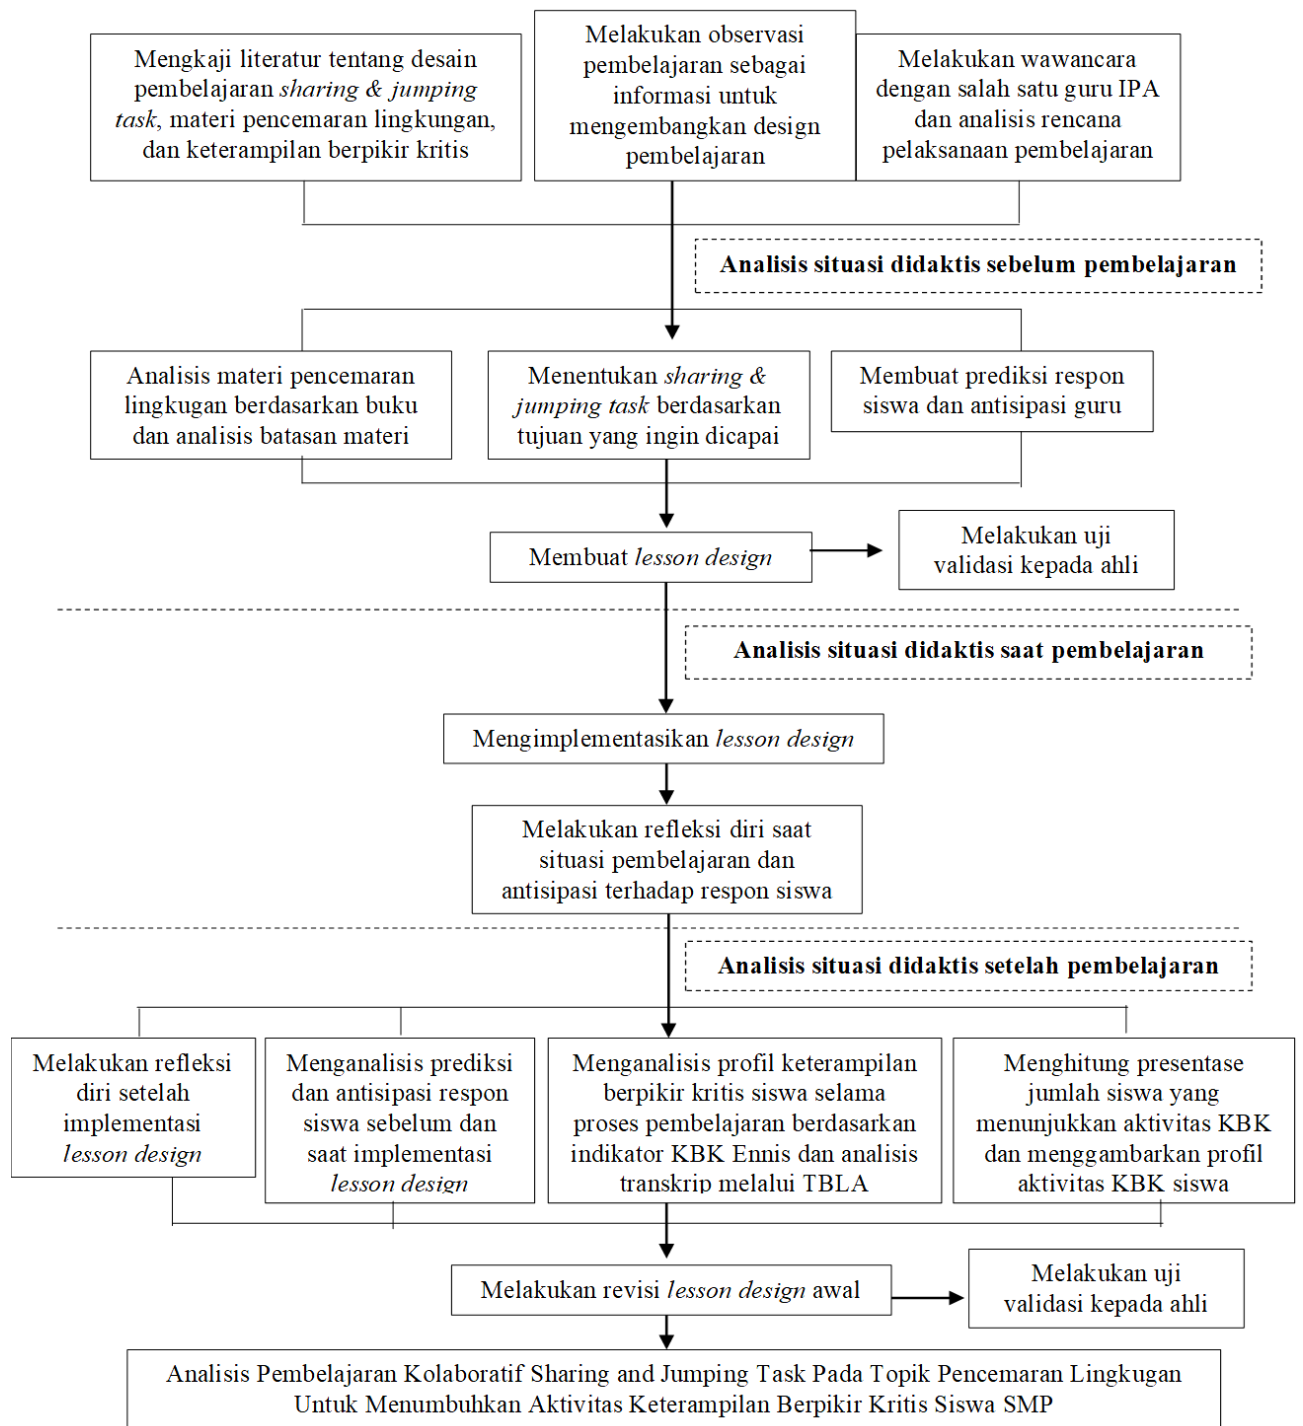 Mengkaji literatur tentang desain
pembelajaran sharing & jumping
task, materi pencemaran lingkungan,
dan keterampilan berpikir kritis
Melakukan observasi
pembelajaran sebagai
informasi untuk
mengembangkan design
pembelajaran
Melakukan wawancara
dengan salah satu guru IPA
dan analisis rencana
pelaksanaan pembelajaran
Analisis situasi didaktis sebelum pembelajaran
Analisis materi pencemaran
lingkugan berdasarkan buku
dan analisis batasan materi
Menentukan sharing &
jumping task berdasarkan
tujuan yang ingin dicapai
Membuat prediksi respon
siswa dan antisipasi guru
Membuat lesson design
Melakukan uji
validasi kepada ahli
Analisis situasi didaktis saat pembelajaran
Mengimplementasikan lesson design
Melakukan refleksi diri saat
situasi pembelajaran dan
antisipasi terhadap respon siswa
Analisis situasi didaktis setelah pembelajaran
Melakukan refleksi
diri setelah
implementasi
lesson design
Menganalisis prediksi
dan antisipasi respon
siswa sebelum dan
saat implementasi
lesson design
Menganalisis profil keterampilan
berpikir kritis siswa selama
proses pembelajaran berdasarkan
indikator KBK Ennis dan analisis
transkrip melalui TBLA
Menghitung presentase
jumlah siswa yang
menunjukkan aktivitas KBK
dan menggambarkan profil
aktivitas KBK siswa
Melakukan revisi lesson design awal
Melakukan uji
validasi kepada ahli
Analisis Pembelajaran Kolaboratif Sharing and Jumping Task Pada Topik Pencemaran Lingkugan
Untuk Menumbuhkan Aktivitas Keterampilan Berpikir Kritis Siswa SMP